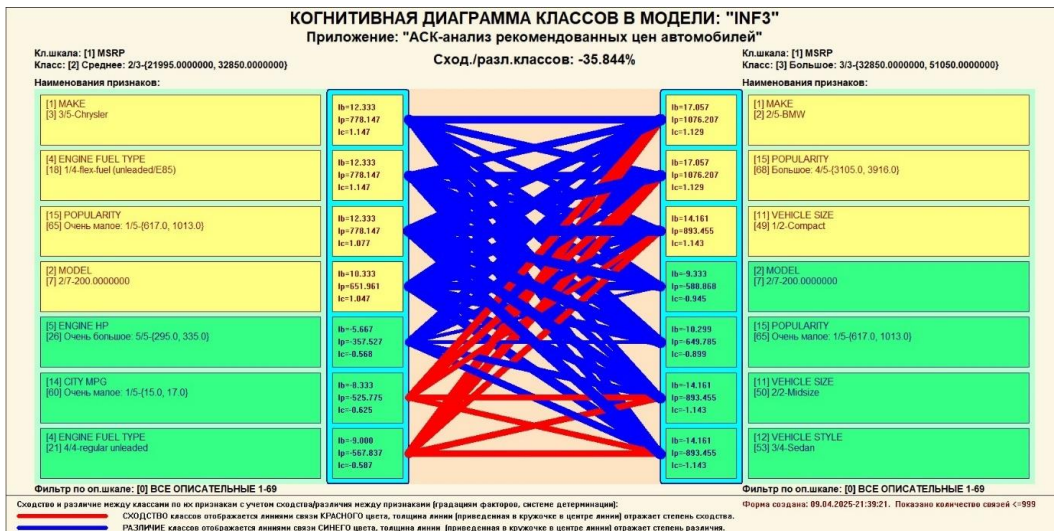 КОГНИТИВНАЯ ДИАГРАММА КЛАССОВ В МОДЕЛИ: "INF3"
Приложение: "АСК-анализ рекомендованных цен автомобилей"
Сход./разл.классов: -35.844%
Кл.шкала: [1] MSRP
Класс: [2] Среднее: 2/3-{21995.0000000, 32850.0000000}
Наименования признаков:
Кл.шкала: [1] MSRP
Класс: [3] Большое: 3/3-{32850.0000000, 51050.0000000}
Наименования признаков:
[1] MAKE
[3] 3/5-Chrysler
Ib=12.333
Ip=778.147
Ic=1.147
Ib=17.057
Ip=1076.207
Ic=1.129
[1] MAKE
[2] 2/5-BMW
[4] ENGINE FUEL TYPE
[18] 1/4-flex-fuel (unleaded/E85)
Ib=12.333
Ip=778.147
Ic=1.147
Ib=17.057
Ip=1076.207
Ic=1.129
[15] POPULARITY
[68] Большое: 4/5-{3105.0, 3916.0}
[15] POPULARITY
[65] Очень малое: 1/5-{617.0, 1013.0}
Ib=12.333
Ip=778.147
Ic=1.077
Ib=14.161
Ip=893.455
Ic=1.143
[11] VEHICLE SIZE
[49] 1/2-Compact
[2] MODEL
[7] 2/7-200.0000000
Ib=10.333
Ip=651.961
Ic=1.047
Ib=-9.333
Ip=-588.868
Ic=-0.945
[2] MODEL
[7] 2/7-200.0000000
[5] ENGINE HP
[26] Очень большое: 5/5-{295.0, 335.0}
Ib=-5.667
Ip=-357.527
Ic=-0.568
Ib=-10.299
Ip=-649.785
Ic=-0.899
[15] POPULARITY
[65] Очень малое: 1/5-{617.0, 1013.0}
[14] CITY MPG
[60] Очень малое: 1/5-{15.0, 17.0}
Ib=-8.333
Ip=-525.775
Ic=-0.625
Ib=-14.161
Ip=-893.455
Ic=-1.143
[11] VEHICLE SIZE
[50] 2/2-Midsize
[4] ENGINE FUEL TYPE
[21] 4/4-regular unleaded
Ib=-9.000
Ip=-567.837
Ic=-0.587
Ib=-14.161
Ip=-893.455
Ic=-1.143
[12] VEHICLE STYLE
[53] 3/4-Sedan
Фильтр по оп.шкале: [0] ВСЕ ОПИСАТЕЛЬНЫЕ 1-69
Фильтр по оп.шкале: [0] ВСЕ ОПИСАТЕЛЬНЫЕ 1-69
Сходство и различие между классами по их признакам с учетом сходства/различия между признаками (градациям факторов, системе детерминации):
Форма создана: 09.04.2025-21:39:21. Показано количество связей <=999
СХОДСТВО классов отображается линиями связи КРАСНОГО цвета, толщина линии (приведенная в кружочке в центре линии) отражает степень сходства.
РАЗЛИЧИЕ классов отображается линиями связи СИНЕГО цвета, толщина линии (приведенная в кружочке в центре линии) отражает степень различия.